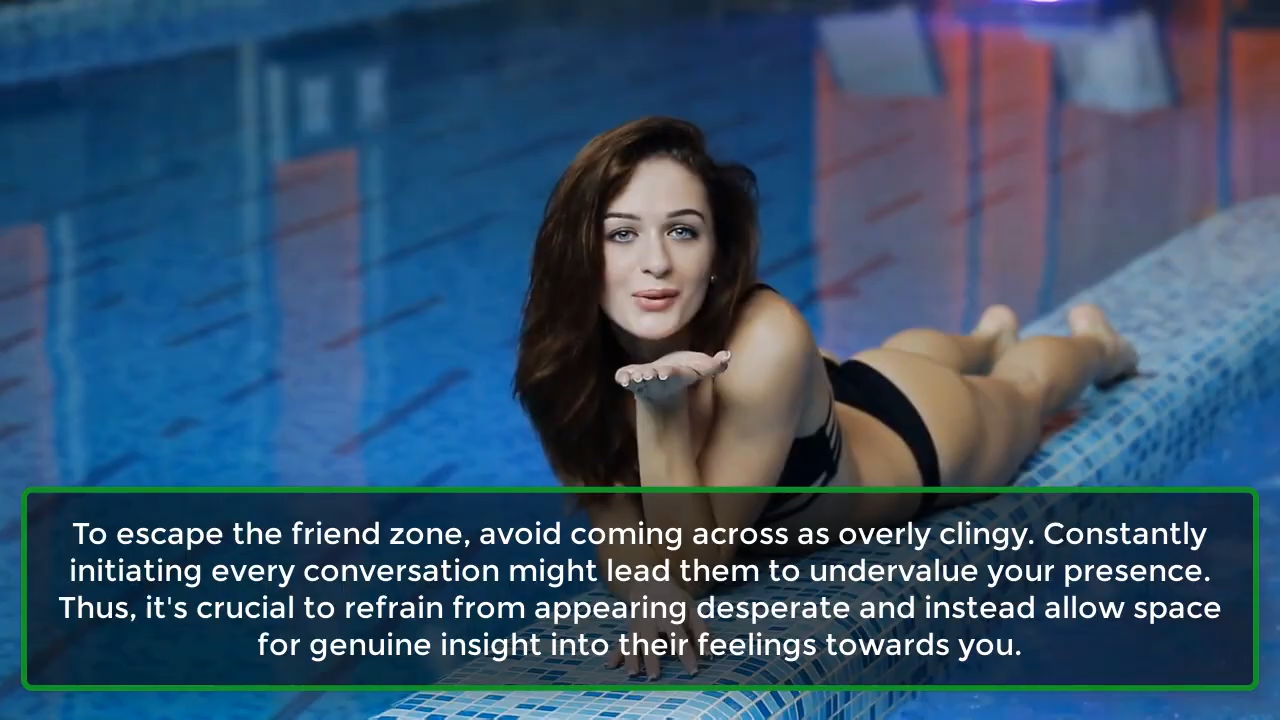 To escape the friend zone, avoid coming across as overly clingy. Constantly
initiating every conversation might lead them to undervalue your presence.
Thus, it's crucial to refrain from appearing desperate and instead allow space
for genuine insight into their feelings towards you.